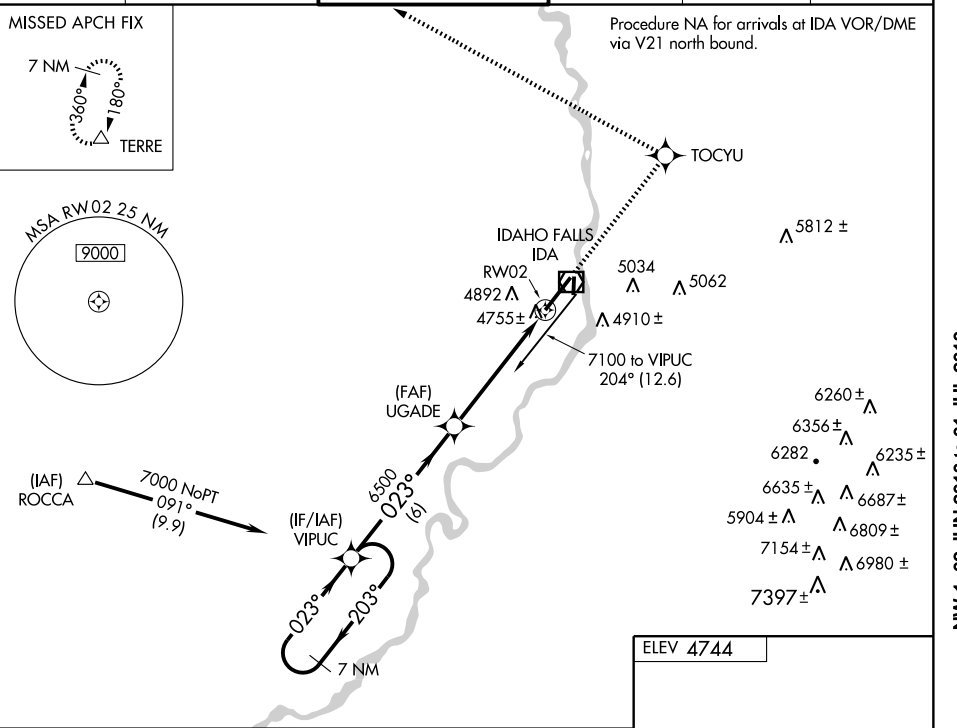 MISSED APCH FIX
7 NM
360°
180°
TERRE
Procedure NA for arrivals at IDA VOR/DME
via V21 north bound.
TOCYU
MSA RW02 25 NM
9000
5812 ±
IDAHO FALLS
IDA
RW02
5034
5062
4892
4755±
4910 ±
7100 to VIPUC
204° (12.6)
(FAF)
UGADE
6260 ±
6356 ±
6282
6235 ±
6635 ±
6687±
5904 ±
6809 ±
7154 ±
6980 ±
7397 ±
(IAF)
ROCCA
7000 NoPT
091°
(9.9)
6500
023°
(6)
(IF/IAF)
VIPUC
023°
203°
7 NM
ELEV 4744